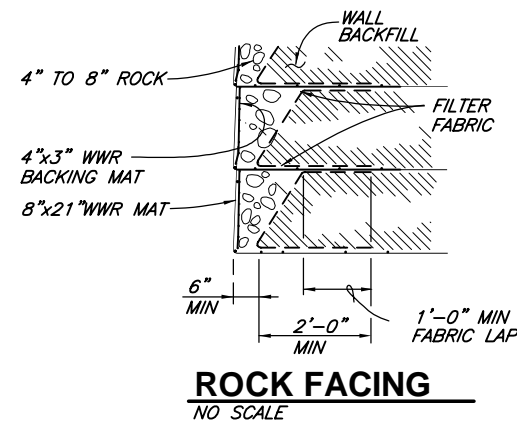 WALL
BACKFILL
4" TO 8" ROCK
FILTER
FABRIC
4"x3" WWR
BACKING MAT
8"x21"WWR MAT
6"
MIN
2'-0"
MIN
1'-0" MIN
FABRIC LAP
ROCK FACING
NO SCALE